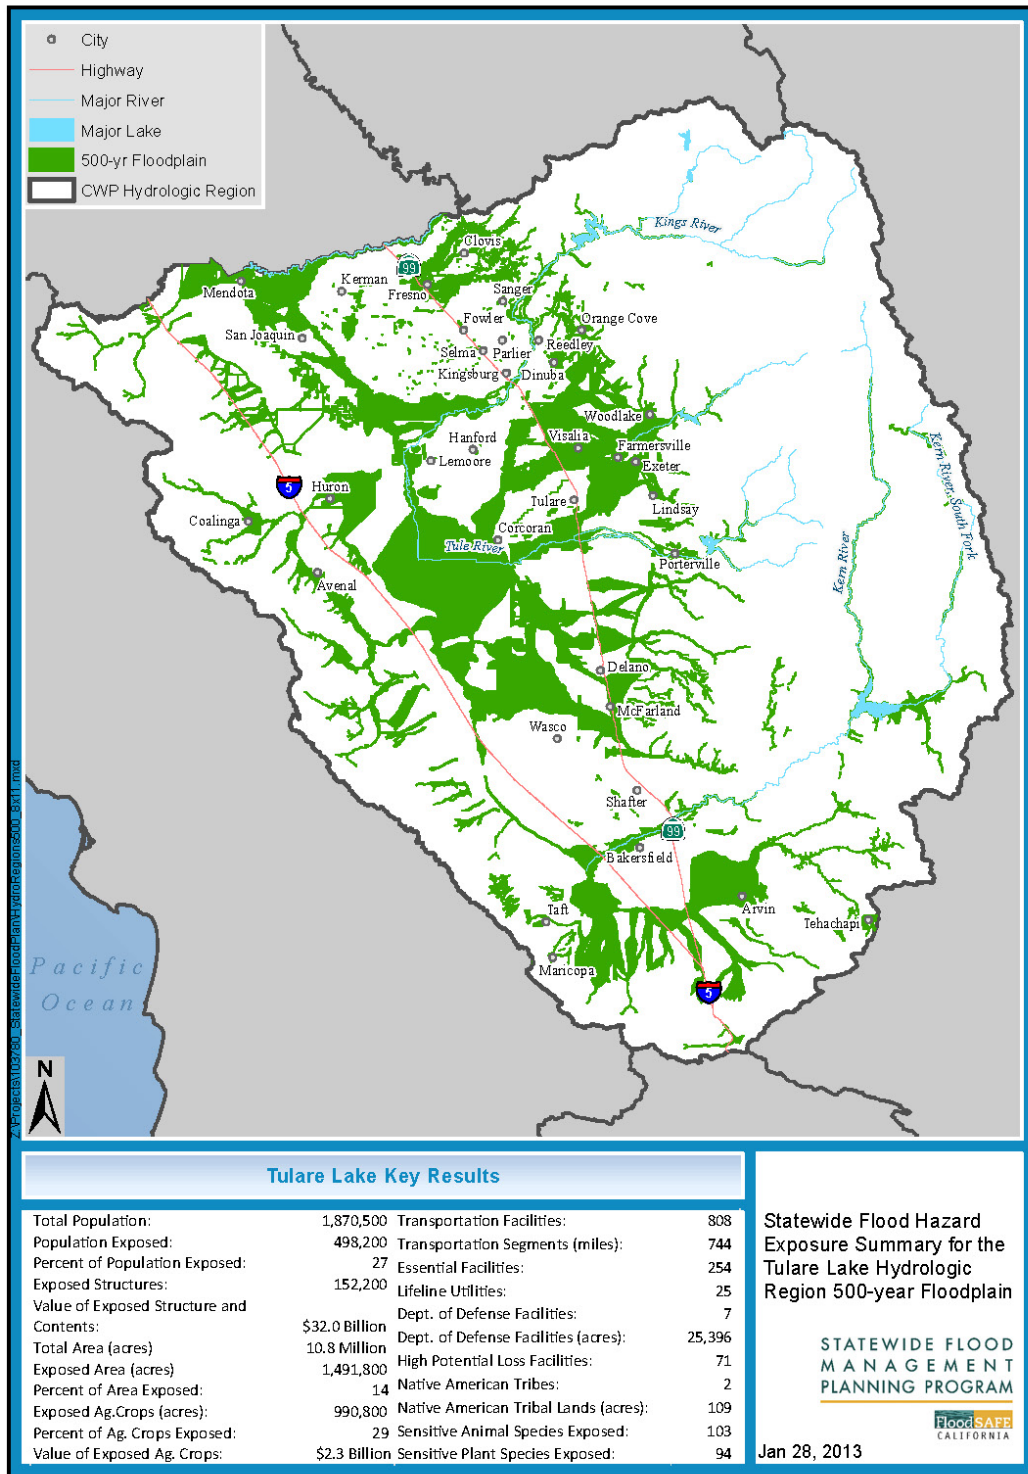 City
Highway
Major River
Major Lake
500-yr Floodplain
CWP Hydrologic Region
Kings River
Clovis
99
Mendota
Kerman
Fresno
Sanger
Fowler
Orange Cove
San Joaquin
Selma
Parlier
Reedley
Kingsburg
Dinuba
Woodlake
Visalia
Hanford
Farmersville
Lemoore
Exeter
5
Huron
Tulare
Lindsay
Coalinga
Corcoran
Tule River
Porterville
Avenal
Kern River
Kern River, South Fork
Delano
McFarland
Wasco
Shafter
99
Bakersfield
Taft
Arvin
Tehachapi
Maricopa
5
Pacific
Ocean
N
Tulare Lake Key Results
Total Population: 1,870,500
Population Exposed: 498,200
Percent of Population Exposed: 27
Exposed Structures: 152,200
Value of Exposed Structure and
Contents: $32.0 Billion
Total Area (acres) 10.8 Million
Exposed Area (acres) 1,491,800
Percent of Area Exposed: 14
Exposed Ag.Crops (acres): 990,800
Percent of Ag. Crops Exposed: 29
Value of Exposed Ag. Crops: $2.3 Billion
Transportation Facilities: 808
Transportation Segments (miles): 744
Essential Facilities: 254
Lifeline Utilities: 25
Dept. of Defense Facilities: 7
Dept. of Defense Facilities (acres): 25,396
High Potential Loss Facilities: 71
Native American Tribes: 2
Native American Tribal Lands (acres): 109
Sensitive Animal Species Exposed: 103
Sensitive Plant Species Exposed: 94
Statewide Flood Hazard
Exposure Summary for the
Tulare Lake Hydrologic
Region 500-year Floodplain
STATEWIDE FLOOD
MANAGEMENT
PLANNING PROGRAM
FloodSAFE
CALIFORNIA
Jan 28, 2013